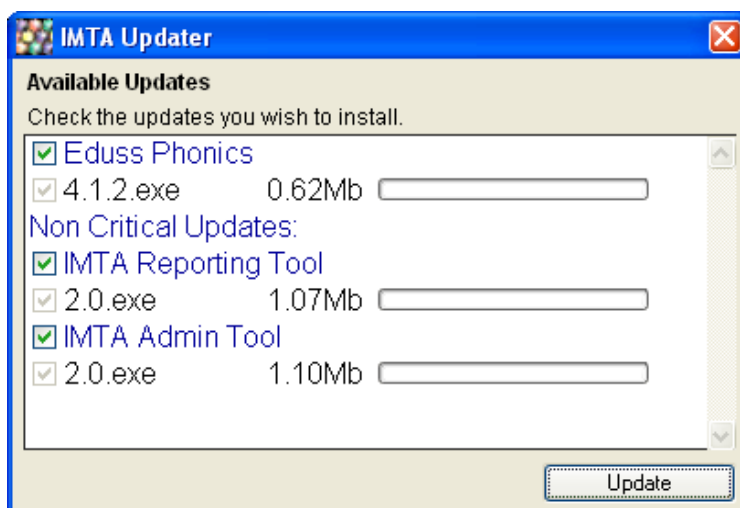 IMTA Updater
Available Updates
Check the updates you wish to install.
Eduss Phonics
4.1.2.exe 0.62Mb
Non Critical Updates:
IMTA Reporting Tool
2.0.exe 1.07Mb
IMTA Admin Tool
2.0.exe 1.10Mb
Update